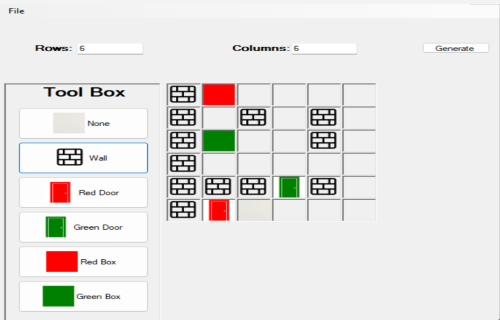 File
Rows: 6
Columns: 6
Generate
Tool Box
None
Wall
Red Door
Green Door
Red Box
Green Box